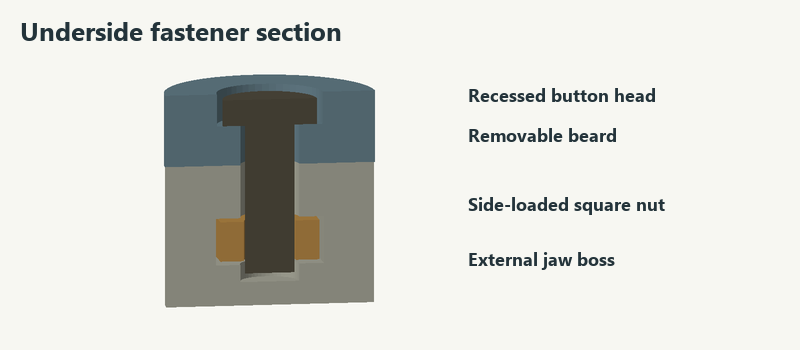 Underside fastener section
Recessed button head
Removable beard
Side-loaded square nut
External jaw boss